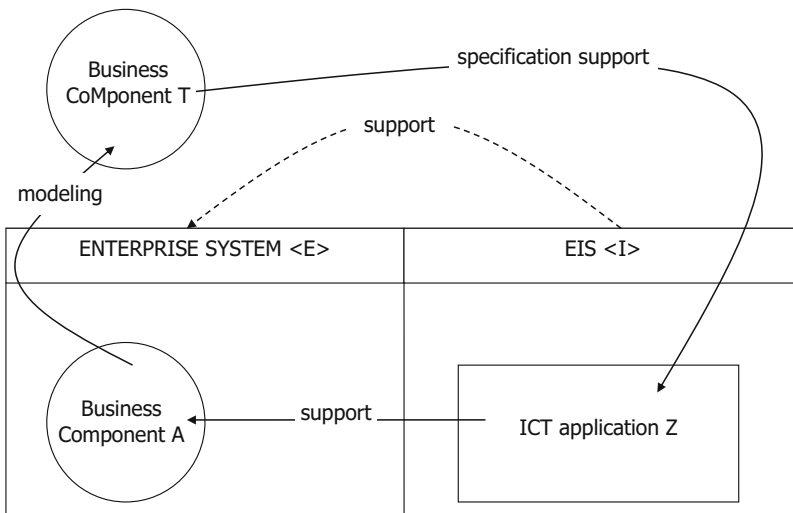 Business
CoMponent T
specification support
support
modeling
ENTERPRISE SYSTEM <E>
EIS <I>
Business
Component A
support
ICT application Z